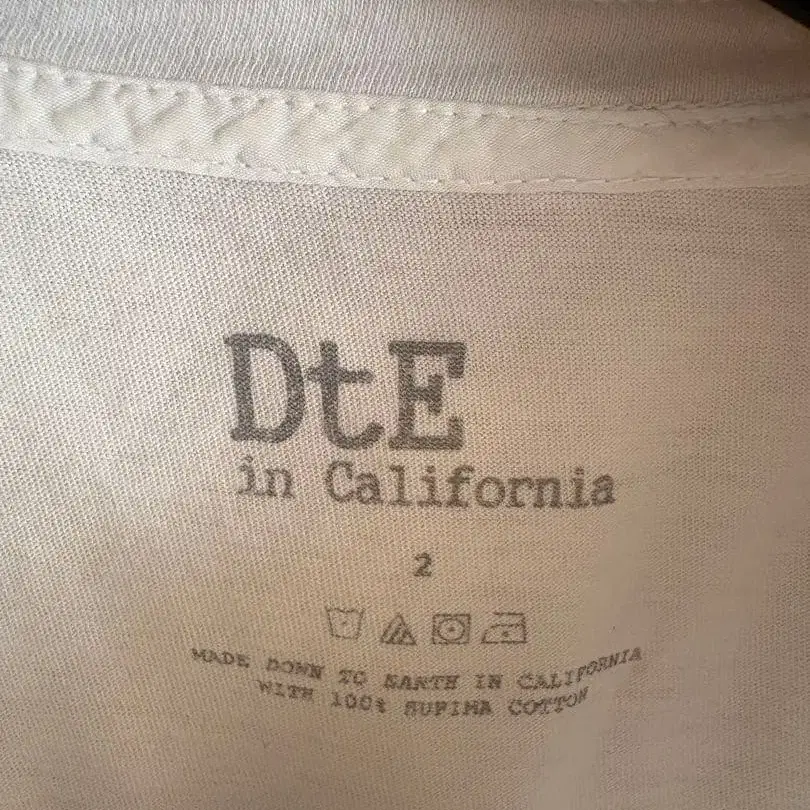 DtE
in California
2
MADE DOWN TO EARTH IN CALIFORNIA
WITH 100% SUPIMA COTTON